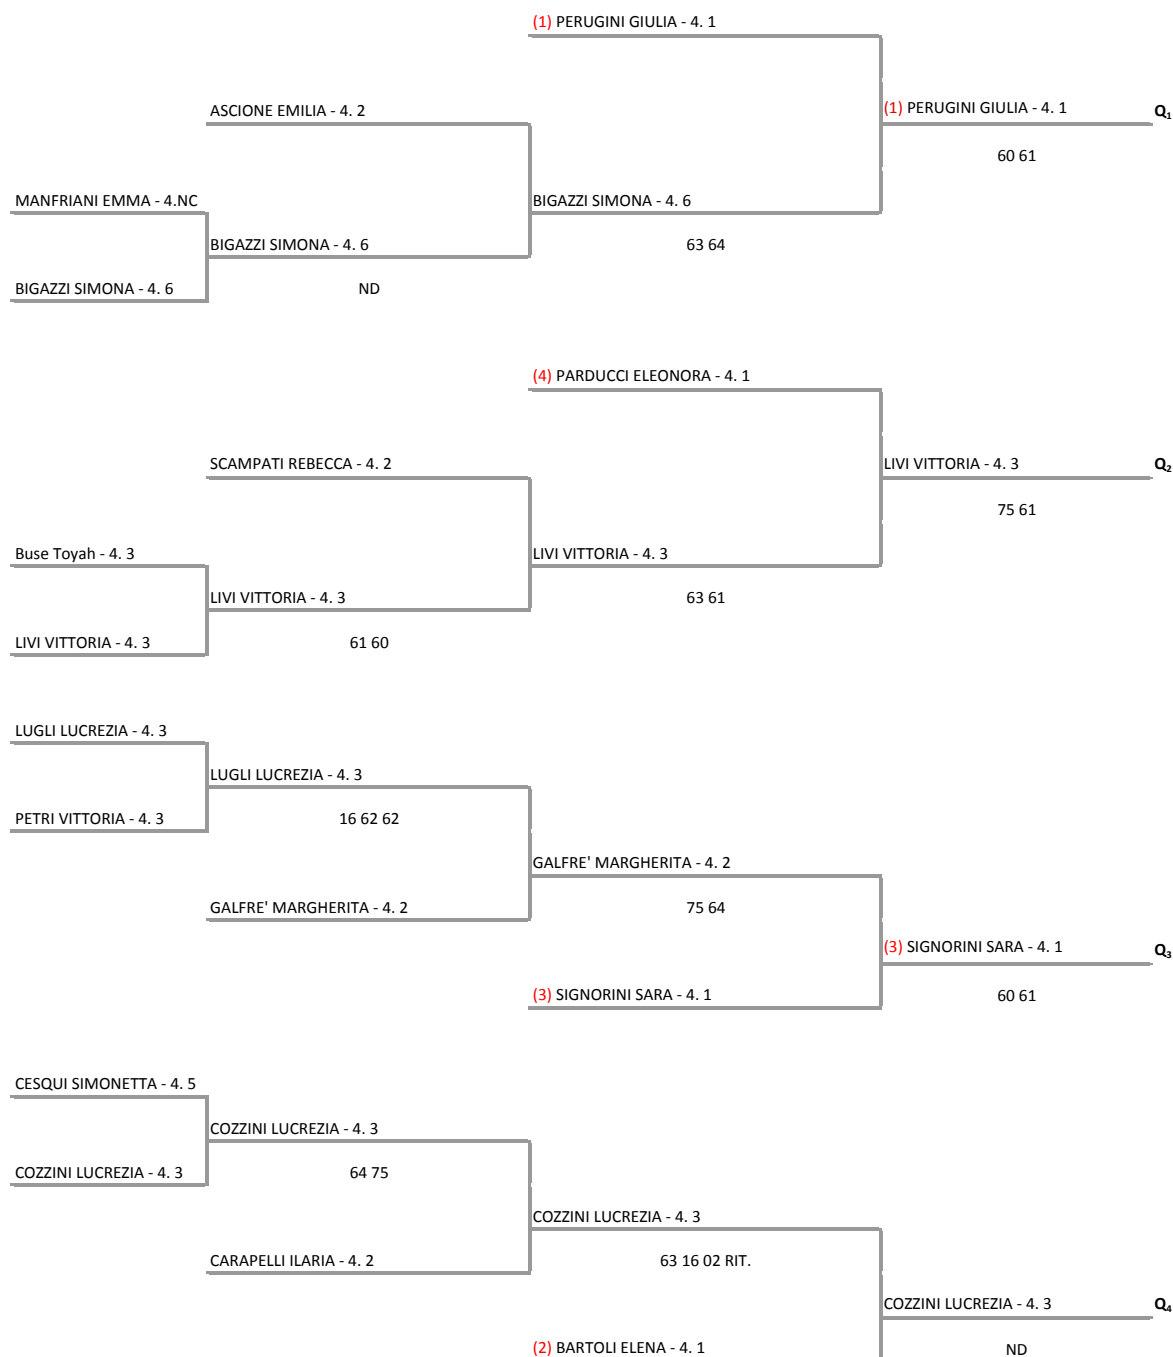 (1) PERUGINI GIULIA - 4. 1
ASCIONE EMILIA - 4. 2
(1) PERUGINI GIULIA - 4. 1
Q₁
60 61
MANFRIANI EMMA - 4.NC
BIGAZZI SIMONA - 4. 6
BIGAZZI SIMONA - 4. 6
63 64
BIGAZZI SIMONA - 4. 6
ND
(4) PARDUCCI ELEONORA - 4. 1
SCAMPATI REBECCA - 4. 2
LIVI VITTORIA - 4. 3
Q₂
75 61
Buse Toyah - 4. 3
LIVI VITTORIA - 4. 3
LIVI VITTORIA - 4. 3
63 61
LIVI VITTORIA - 4. 3
61 60
LUGLI LUCREZIA - 4. 3
LUGLI LUCREZIA - 4. 3
PETRI VITTORIA - 4. 3
16 62 62
GALFRE' MARGHERITA - 4. 2
GALFRE' MARGHERITA - 4. 2
75 64
(3) SIGNORINI SARA - 4. 1
Q₃
(3) SIGNORINI SARA - 4. 1
60 61
CESQUI SIMONETTA - 4. 5
COZZINI LUCREZIA - 4. 3
COZZINI LUCREZIA - 4. 3
64 75
COZZINI LUCREZIA - 4. 3
CARAPELLI ILARIA - 4. 2
63 16 02 RIT.
COZZINI LUCREZIA - 4. 3
Q₄
(2) BARTOLI ELENA - 4. 1
ND